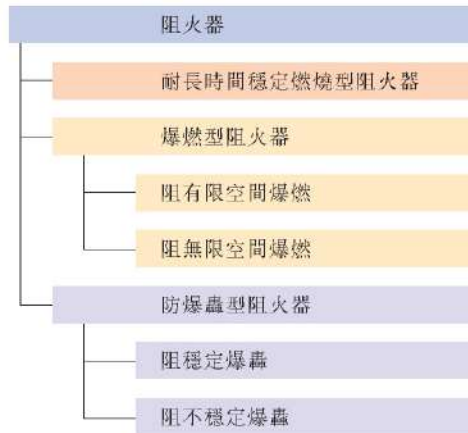 阻火器
耐長時間穩定燃燒型阻火器
爆燃型阻火器
阻有限空間爆燃
阻無限空間爆燃
防爆轟型阻火器
阻穩定爆轟
阻不穩定爆轟